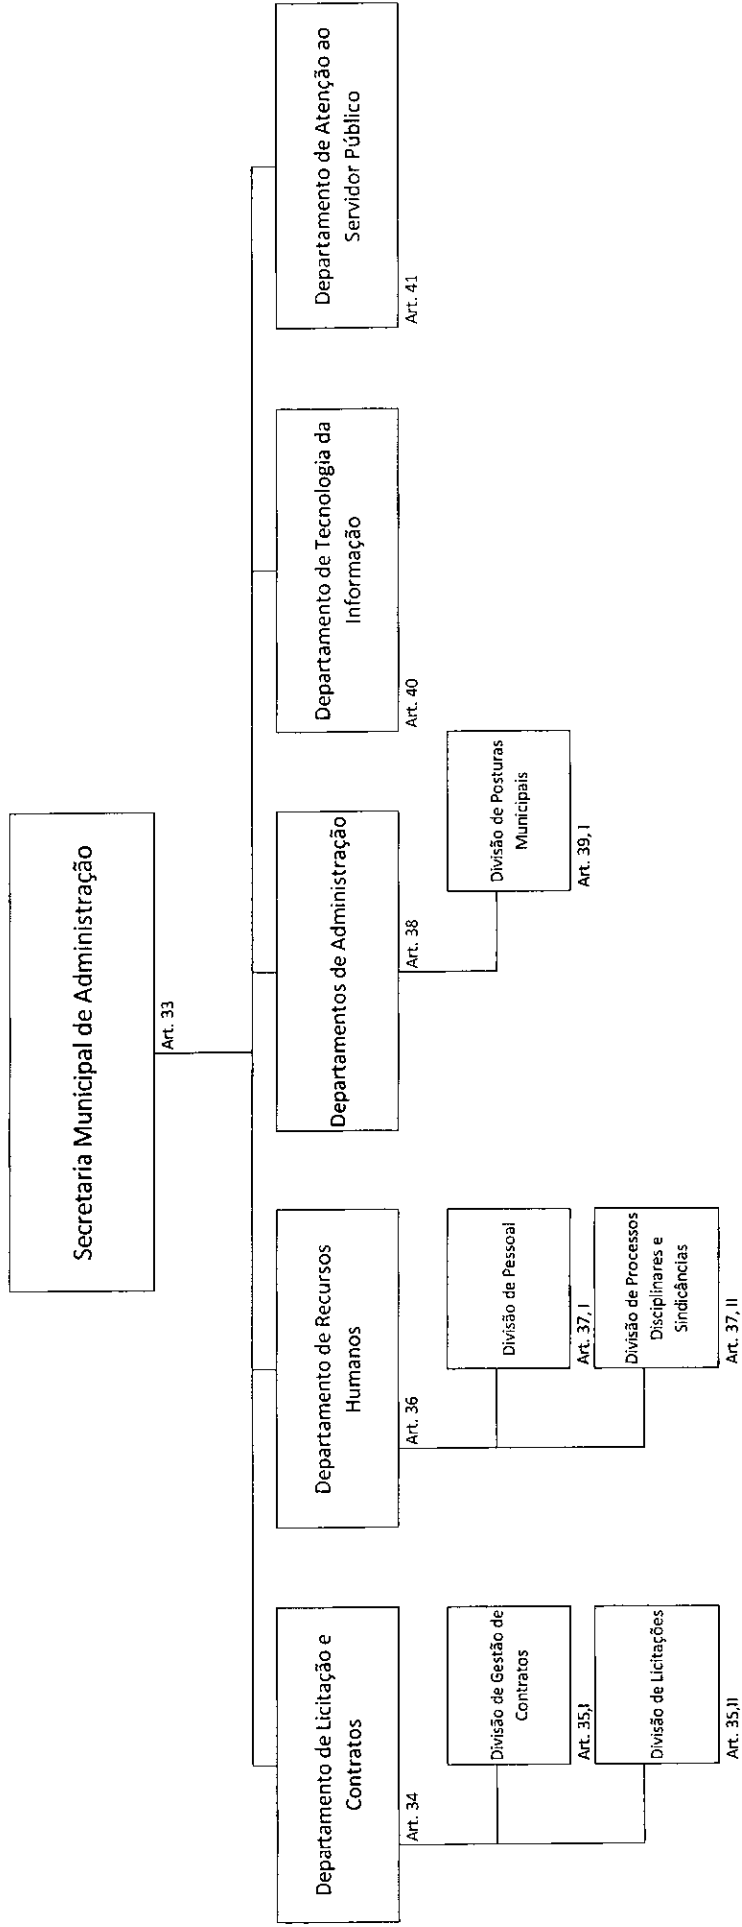 Secretaria Municipal de Administração
Art. 33
Departamento de Licitação e
Contratos
Art. 34
Divisão de Gestão de
Contratos
Art. 35,I
Divisão de Licitações
Art. 35,II
Departamento de Recursos
Humanos
Art. 36
Divisão de Pessoal
Art. 37, I
Divisão de Processos
Disciplinares e
Sindicâncias
Art. 37, II
Departamentos de Administração
Art. 38
Divisão de Posturas
Municipais
Art. 39, I
Departamento de Tecnologia da
Informação
Art. 40
Departamento de Atenção ao
Servidor Público
Art. 41